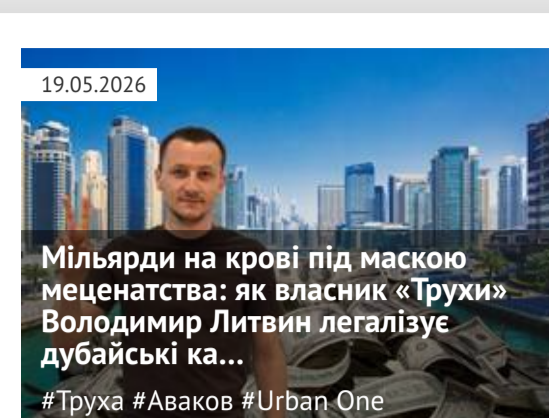 19.05.2026
Мільярди на крові під маскою
меценатства: як власник «Трухи»
Володимир Литвин легалізує
дубайські ка...
#Труха #Аваков #Urban One